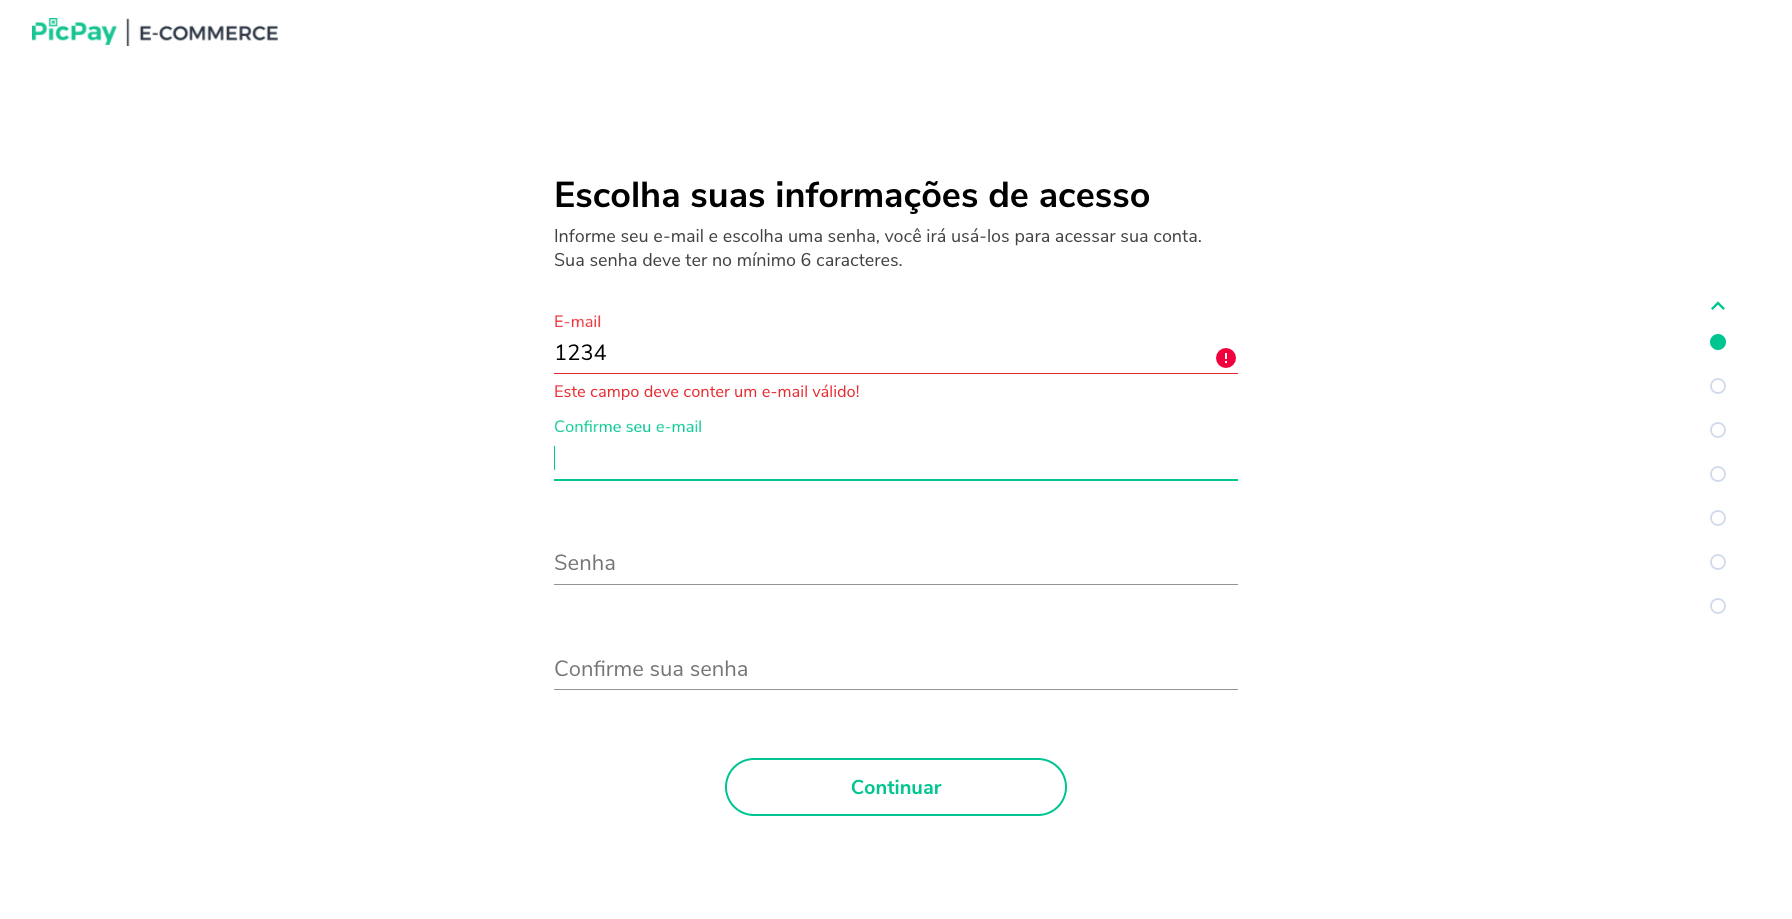 PicPay | E-COMMERCE
Escolha suas informações de acesso
Informe seu e-mail e escolha uma senha, você irá usá-los para acessar sua conta.
Sua senha deve ter no mínimo 6 caracteres.
E-mail
1234
Este campo deve conter um e-mail válido!
Confirme seu e-mail
Senha
Confirme sua senha
Continuar